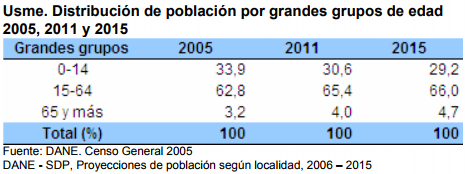 Usme. Distribución de población por grandes grupos de edad
2005, 2011 y 2015
Grandes grupos 2005 2011 2015
0-14 33,9 30,6 29,2
15-64 62,8 65,4 66,0
65 y más 3,2 4,0 4,7
Total (%) 100 100 100
Fuente: DANE. Censo General 2005
DANE - SDP, Proyecciones de población según localidad, 2006 – 2015